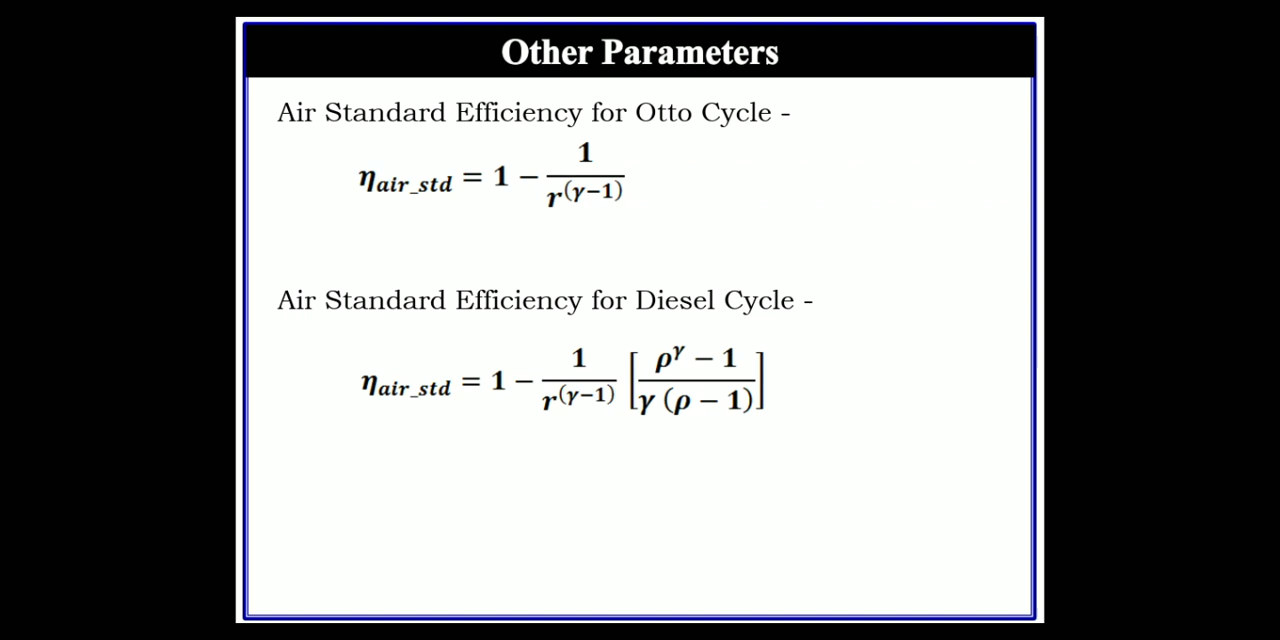 Other Parameters
Air Standard Efficiency for Otto Cycle -
η_air_std = 1 − 1 / r^(γ−1)
Air Standard Efficiency for Diesel Cycle -
η_air_std = 1 − 1 / r^(γ−1) [ρ^γ − 1 / γ (ρ − 1)]